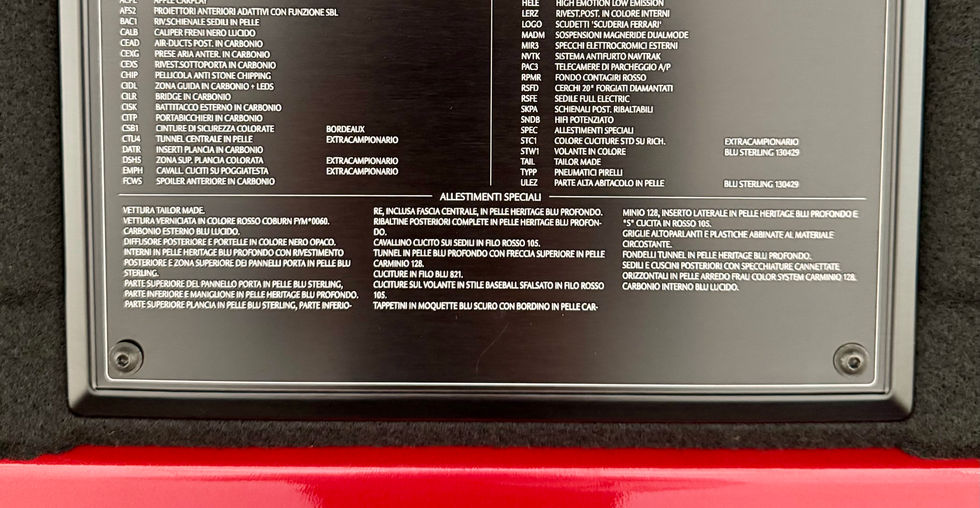 APPLE CARPLAY
AFS2 PROIETTORI ANTERIORI ADATTIVI CON FUNZIONE SBL
BAC1 RIV.SCHIENALE SEDILI IN PELLE
CALB CALIPER FRENI NERO LUCIDO
CEAD AIR-DUCTS POST. IN CARBONIO
CEXG PRESE ARIA ANTER. IN CARBONIO
CEXS RIVEST.SOTTOPORTA IN CARBONIO
CHIP PELLICOLA ANTI STONE CHIPPING
CIDL ZONA GUIDA IN CARBONIO + LEDS
CILR BRIDGE IN CARBONIO
CISK BATTITACCO ESTERNO IN CARBONIO
CITP PORTABICCHIERI IN CARBONIO
CSB1 CINTURE DI SICUREZZA COLORATE BORDEAUX
CTU4 TUNNEL CENTRALE IN PELLE EXTRACAMPIONARIO
DATR INSERTI PLANCIA IN CARBONIO
DSH5 ZONA SUP. PLANCIA COLORATA EXTRACAMPIONARIO
EMPH CAVALL. CUCITI SU POGGIATESTA EXTRACAMPIONARIO
FCWS SPOILER ANTERIORE IN CARBONIO
HELE HIGH EMOTION LOW EMISSION
LERZ RIVEST.POST. IN COLORE INTERNI
LOGO SCUDETTI 'SCUDERIA FERRARI'
MADM SOSPENSIONI MAGNERIDE DUALMODE
MIR3 SPECCHI ELETTROCROMICI ESTERNI
NVTK SISTEMA ANTIFURTO NAVTRAK
PAC3 TELECAMERE DI PARCHEGGIO A/P
RPMR FONDO CONTAGIRI ROSSO
RSFD CERCHI 20" FORGIATI DIAMANTATI
RSFE SEDILE FULL ELECTRIC
SKPA SCHIENALI POST. RIBALTABILI
SNDB HIFI POTENZIATO
SPEC ALLESTIMENTI SPECIALI
STC1 COLORE CUCITURE STD SU RICH. EXTRACAMPIONARIO
STW1 VOLANTE IN COLORE BLU STERLING 130429
TAIL TAILOR MADE
TYPP PNEUMATICI PIRELLI
ULEZ PARTE ALTA ABITACOLO IN PELLE BLU STERLING 130429
ALLESTIMENTI SPECIALI
VETTURA TAILOR MADE.
VETTURA VERNICIATA IN COLORE ROSSO COBURN FYM*0060.
CARBONIO ESTERNO BLU LUCIDO.
DIFFUSORE POSTERIORE E PORTELLE IN COLORE NERO OPACO.
INTERNI IN PELLE HERITAGE BLU PROFONDO CON RIVESTIMENTO
POSTERIORE E ZONA SUPERIORE DEI PANNELLI PORTA IN PELLE BLU
STERLING.
PARTE SUPERIORE DEL PANNELLO PORTA IN PELLE BLU STERLING,
PARTE INFERIORE E MANIGLIONE IN PELLE HERITAGE BLU PROFONDO.
PARTE SUPERIORE PLANCIA IN PELLE BLU STERLING, PARTE INFERIO-
RE, INCLUSA FASCIA CENTRALE, IN PELLE HERITAGE BLU PROFONDO.
RIBALTINE POSTERIORI COMPLETE IN PELLE HERITAGE BLU PROFON-
DO.
CAVALLINO CUCITO SUI SEDILI IN FILO ROSSO 105.
TUNNEL IN PELLE BLU PROFONDO CON FRECCIA SUPERIORE IN PELLE
CARMINIO 128.
CUCITURE IN FILO BLU 821.
CUCITURE SUL VOLANTE IN STILE BASEBALL SFALSATO IN FILO ROSSO
105.
TAPPETINI IN MOQUETTE BLU SCURO CON BORDINO IN PELLE CAR-
MINIO 128, INSERTO LATERALE IN PELLE HERITAGE BLU PROFONDO E
"5" CUCITA IN ROSSO 105.
GRIGLIE ALTOPARLANTI E PLASTICHE ABBINATE AL MATERIALE
CIRCOSTANTE.
FONDELLI TUNNEL IN PELLE HERITAGE BLU PROFONDO.
SEDILI E CUSCINI POSTERIORI CON SPECCHIATURE CANNETTATE
ORIZZONTALI IN PELLE ARREDO FRAU COLOR SYSTEM CARMINIO 128.
CARBONIO INTERNO BLU LUCIDO.